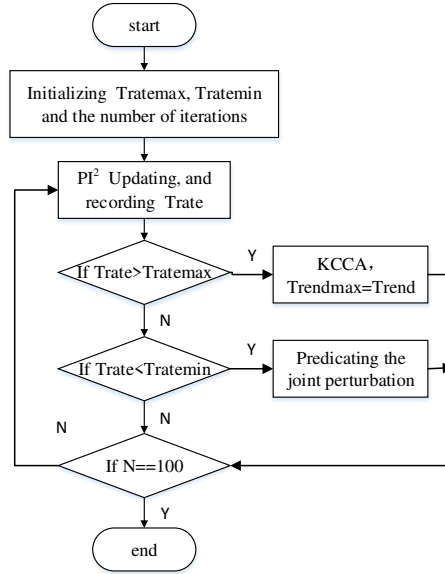 start
Initializing Tratemax, Tratemin
and the number of iterations
PI² Updating, and
recording Trate
If Trate>Tratemax
Y
KCCA,
Trendmax=Trend
N
If Trate<Tratemin
Y
Predicating the
joint perturbation
N
N
If N==100
Y
end